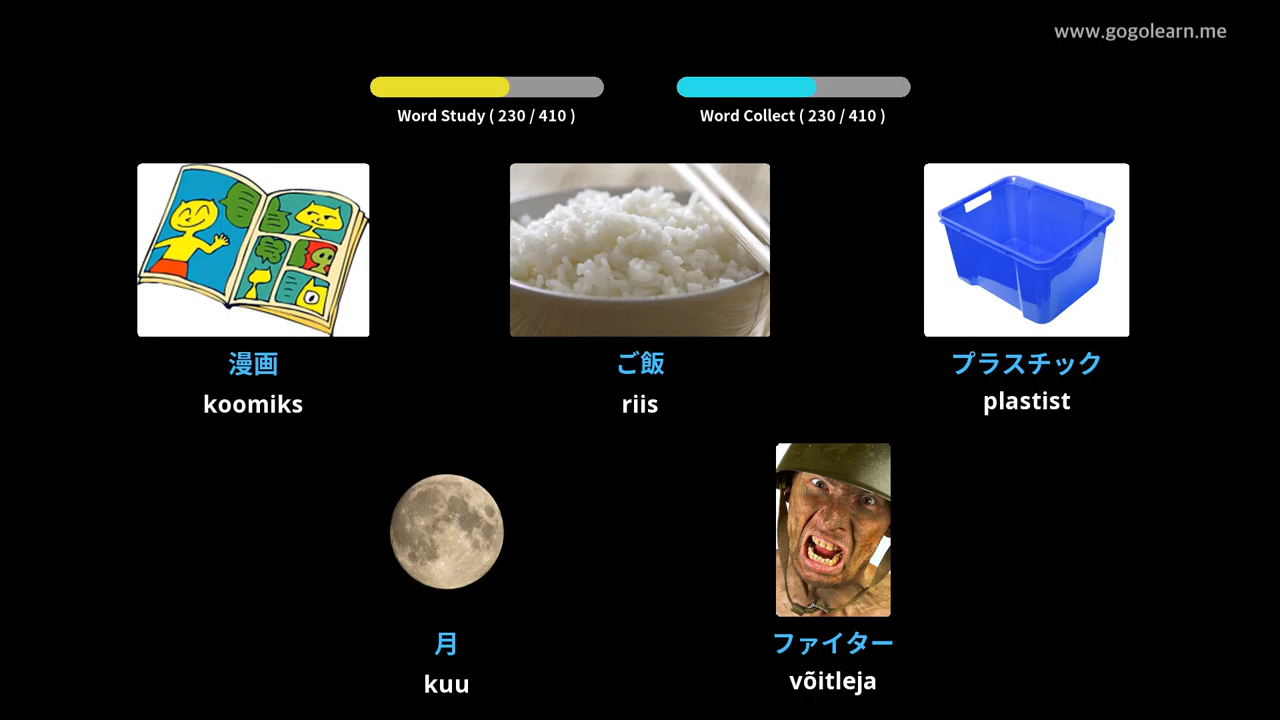 www.gogolearn.me
Word Study ( 230 / 410 )
Word Collect ( 230 / 410 )
漫画
ご飯
プラスチック
koomiks
riis
plastist
月
ファイター
kuu
võitleja